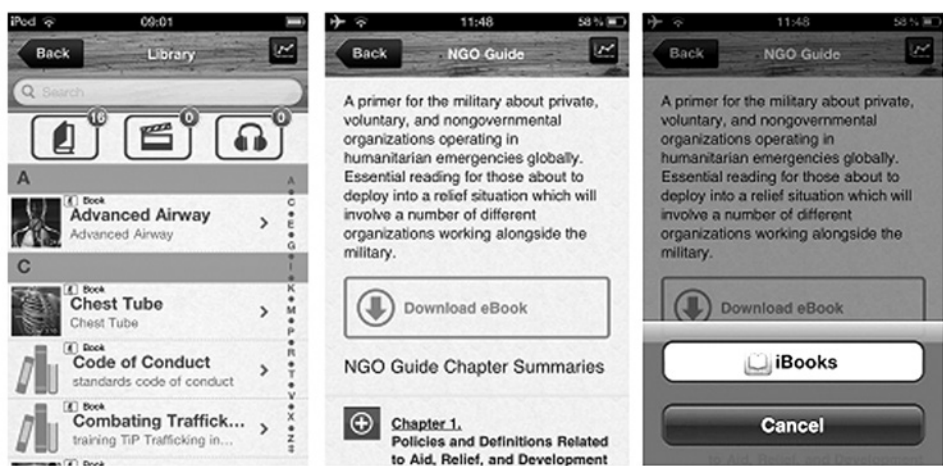 iPod 09:01
Back Library
Search
16 0 0
A
Book
Advanced Airway
Advanced Airway
C
Book
Chest Tube
Chest Tube
Book
Code of Conduct
standards code of conduct
Book
Combating Traffick...
training TiP Trafficking in...
Book
A
C
E
G
I
K
M
P
R
T
V
X
Z
11:48 58 %
Back NGO Guide
A primer for the military about private,
voluntary, and nongovernmental
organizations operating in
humanitarian emergencies globally.
Essential reading for those about to
deploy into a relief situation which will
involve a number of different
organizations working alongside the
military.
Download eBook
NGO Guide Chapter Summaries
Chapter 1.
Policies and Definitions Related
to Aid, Relief, and Development
11:48 58 %
Back NGO Guide
A primer for the military about private,
voluntary, and nongovernmental
organizations operating in
humanitarian emergencies globally.
Essential reading for those about to
deploy into a relief situation which will
involve a number of different
organizations working alongside the
military.
Download eBook
iBooks
Cancel
to Aid, Relief, and Development